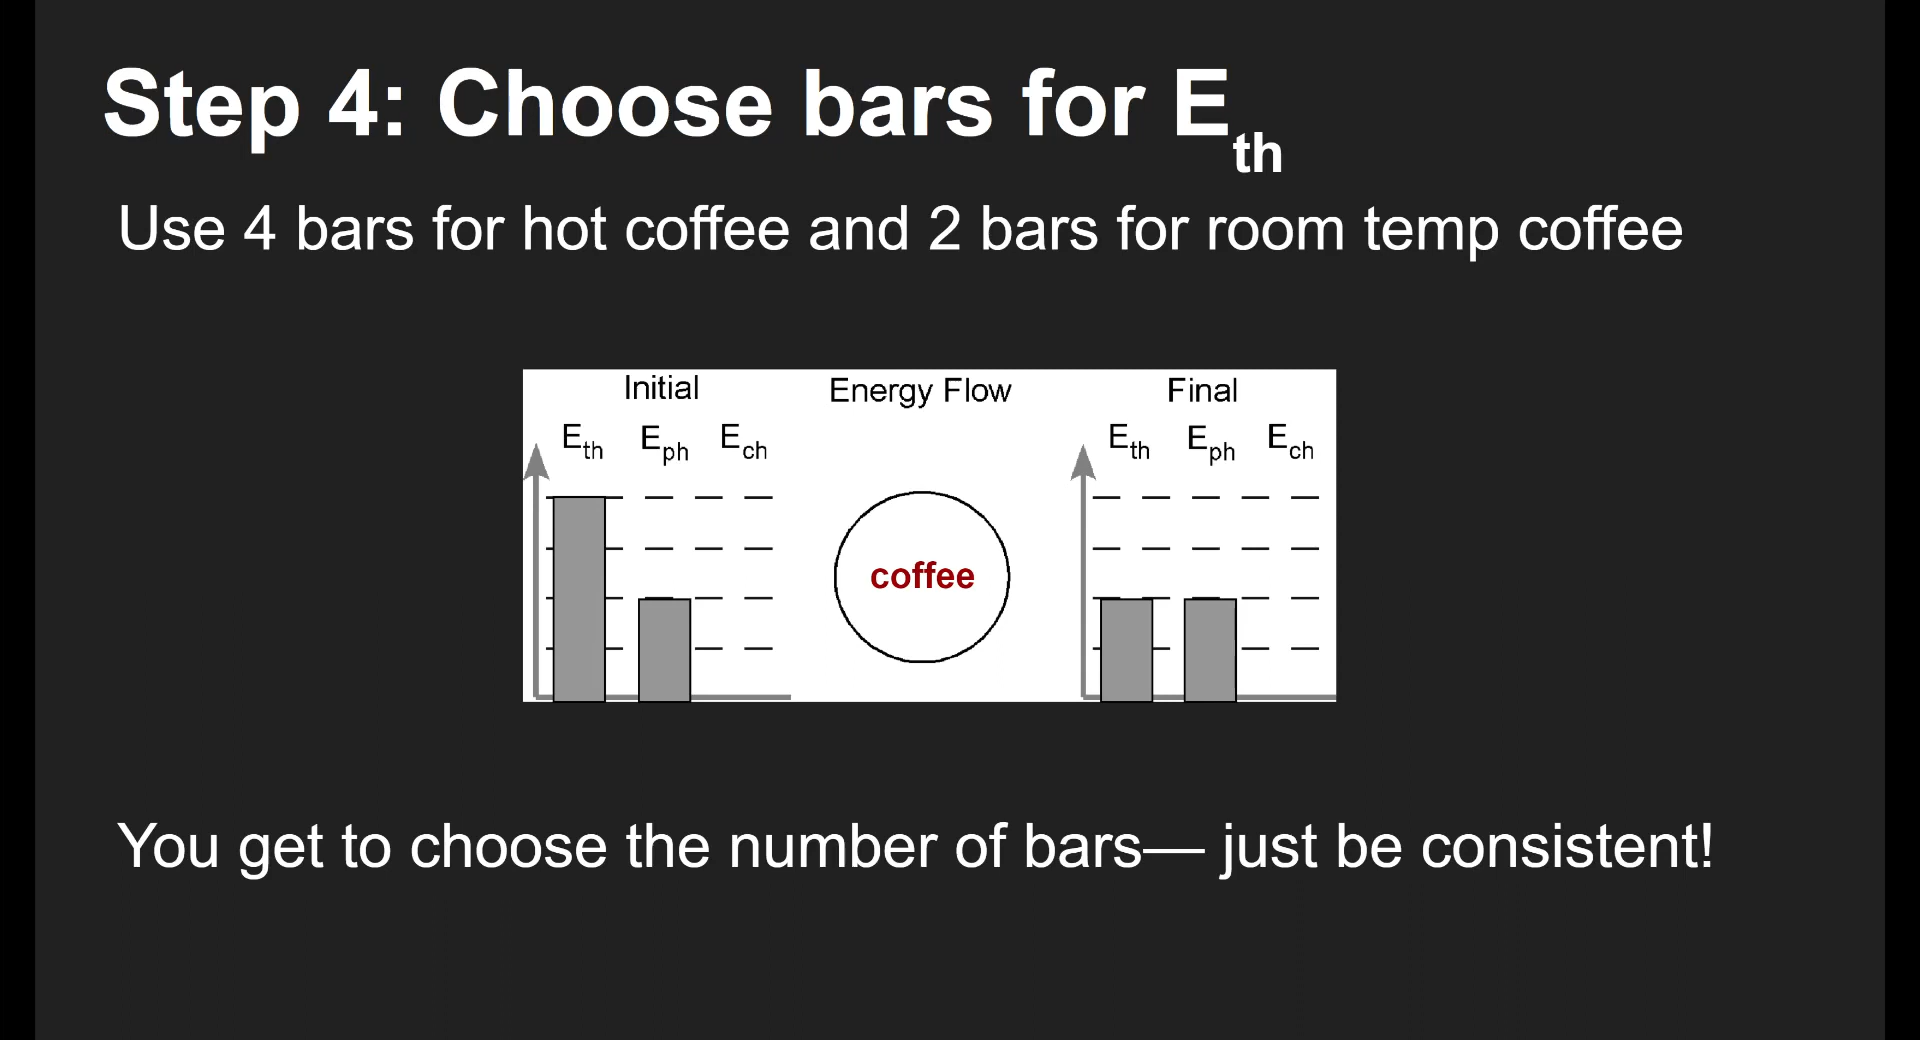 Step 4: Choose bars for Eth
Use 4 bars for hot coffee and 2 bars for room temp coffee
Initial Energy Flow Final
Eth Eph Ech Eth Eph Ech
coffee
You get to choose the number of bars— just be consistent!